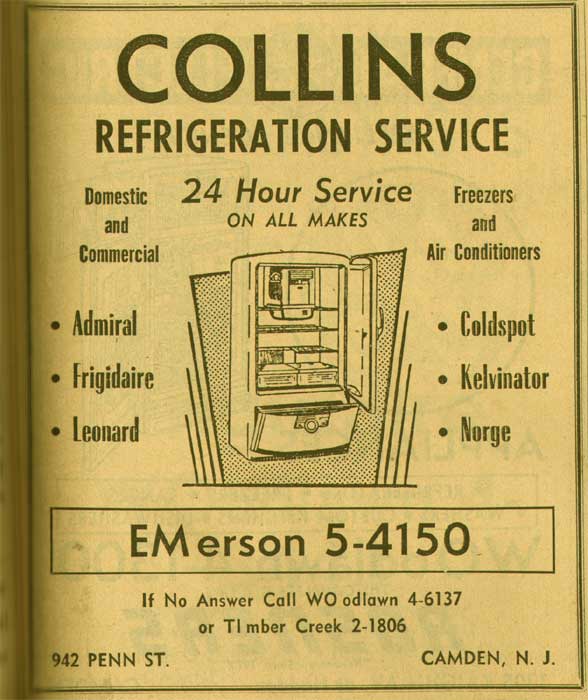 COLLINS
REFRIGERATION SERVICE
Domestic
and
Commercial
24 Hour Service
ON ALL MAKES
Freezers
and
Air Conditioners
• Admiral
• Frigidaire
• Leonard
• Coldspot
• Kelvinator
• Norge
EMerson 5-4150
If No Answer Call WO odlawn 4-6137
or TI mber Creek 2-1806
942 PENN ST.
CAMDEN, N. J.